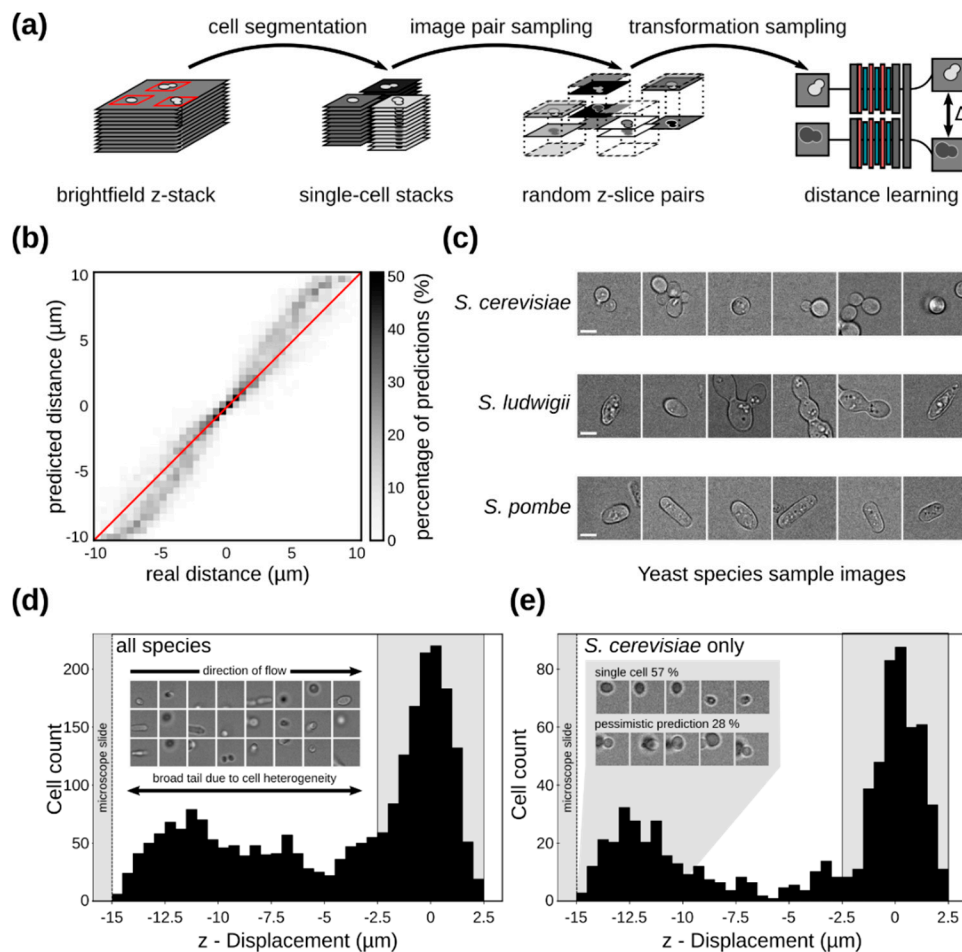 (a)
cell segmentation
image pair sampling
transformation sampling
Δ
brightfield z-stack
single-cell stacks
random z-slice pairs
distance learning
(b)
10
5
0
-5
-10
predicted distance (µm)
-10
-5
0
5
10
real distance (µm)
50
40
30
20
10
0
percentage of predictions (%)
(c)
S. cerevisiae
S. ludwigii
S. pombe
Yeast species sample images
(d)
all species
direction of flow
broad tail due to cell heterogeneity
microscope slide
Cell count
200
150
100
50
0
-15
-12.5
-10
-7.5
-5
-2.5
0
2.5
z - Displacement (µm)
(e)
S. cerevisiae only
single cell 57 %
pessimistic prediction 28 %
microscope slide
Cell count
80
60
40
20
0
-15
-12.5
-10
-7.5
-5
-2.5
0
2.5
z - Displacement (µm)